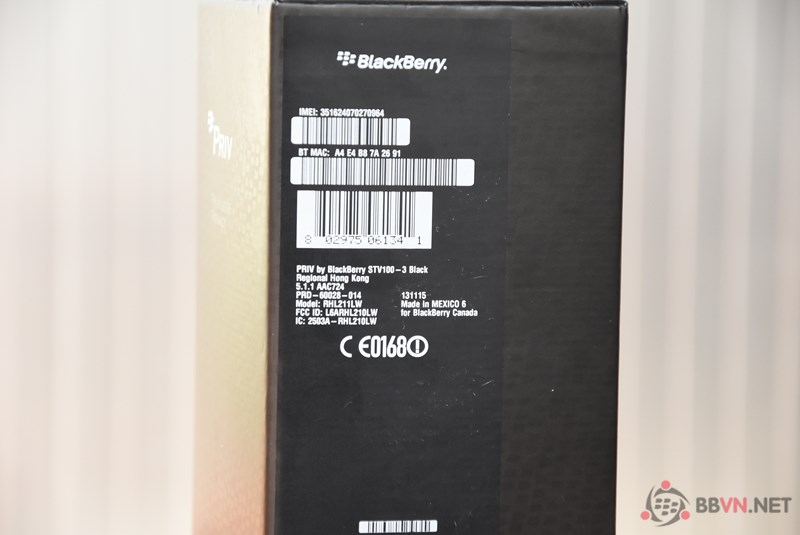 BlackBerry.
PRIV
IMEI: 351624070270964
BT MAC: A4 E4 B8 7A 26 91
8 02975 06134 1
PRIV by BlackBerry STV100-3 Black
Regional Hong Kong
5.1.1 AAC724
PRD-60028-014 131115
Model: RHL211LW Made in MEXICO 6
FCC ID: L6ARHL210LW for BlackBerry Canada
IC: 2503A-RHL210LW
CE0168
BBVN.NET